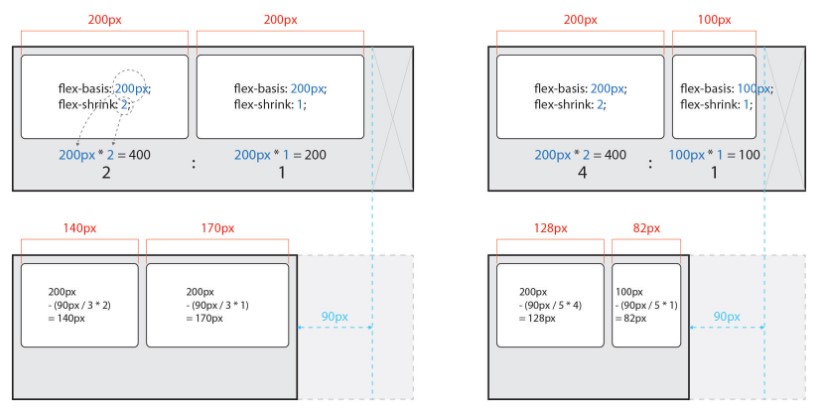 200px
200px
flex-basis: 200px;
flex-shrink: 2;
flex-basis: 200px;
flex-shrink: 1;
200px * 2 = 400
2
:
200px * 1 = 200
1
200px
100px
flex-basis: 200px;
flex-shrink: 2;
flex-basis: 100px;
flex-shrink: 1;
200px * 2 = 400
4
:
100px * 1 = 100
1
140px
170px
200px
- (90px / 3 * 2)
= 140px
200px
- (90px / 3 * 1)
= 170px
90px
128px
82px
200px
- (90px / 5 * 4)
= 128px
100px
- (90px / 5 * 1)
= 82px
90px